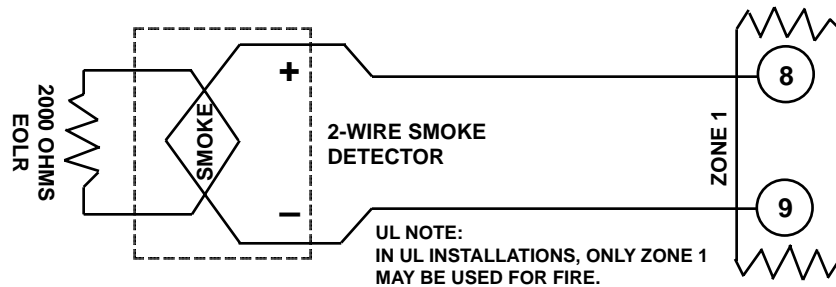 2000 OHMS
EOLR
SMOKE
+
–
2-WIRE SMOKE
DETECTOR
ZONE 1
8
9
UL NOTE:
IN UL INSTALLATIONS, ONLY ZONE 1
MAY BE USED FOR FIRE.